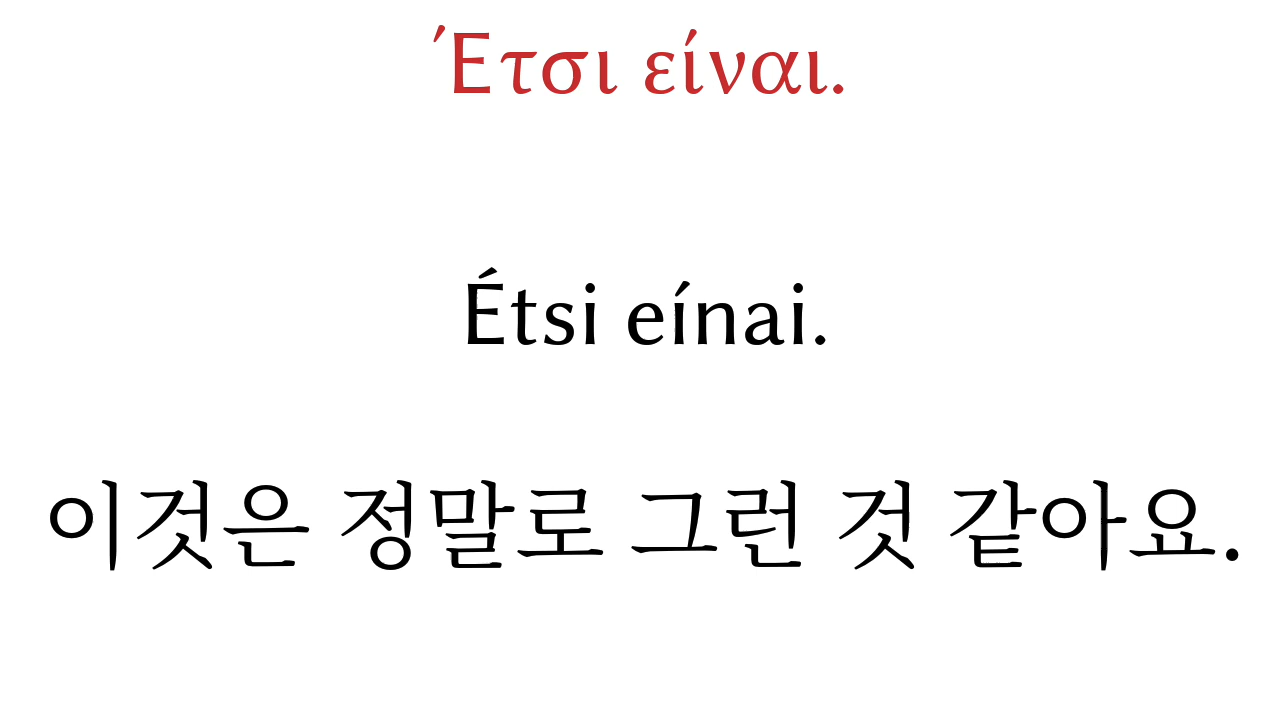 Έτσι είναι.
Étsi eínai.
이것은 정말로 그런 것 같아요.